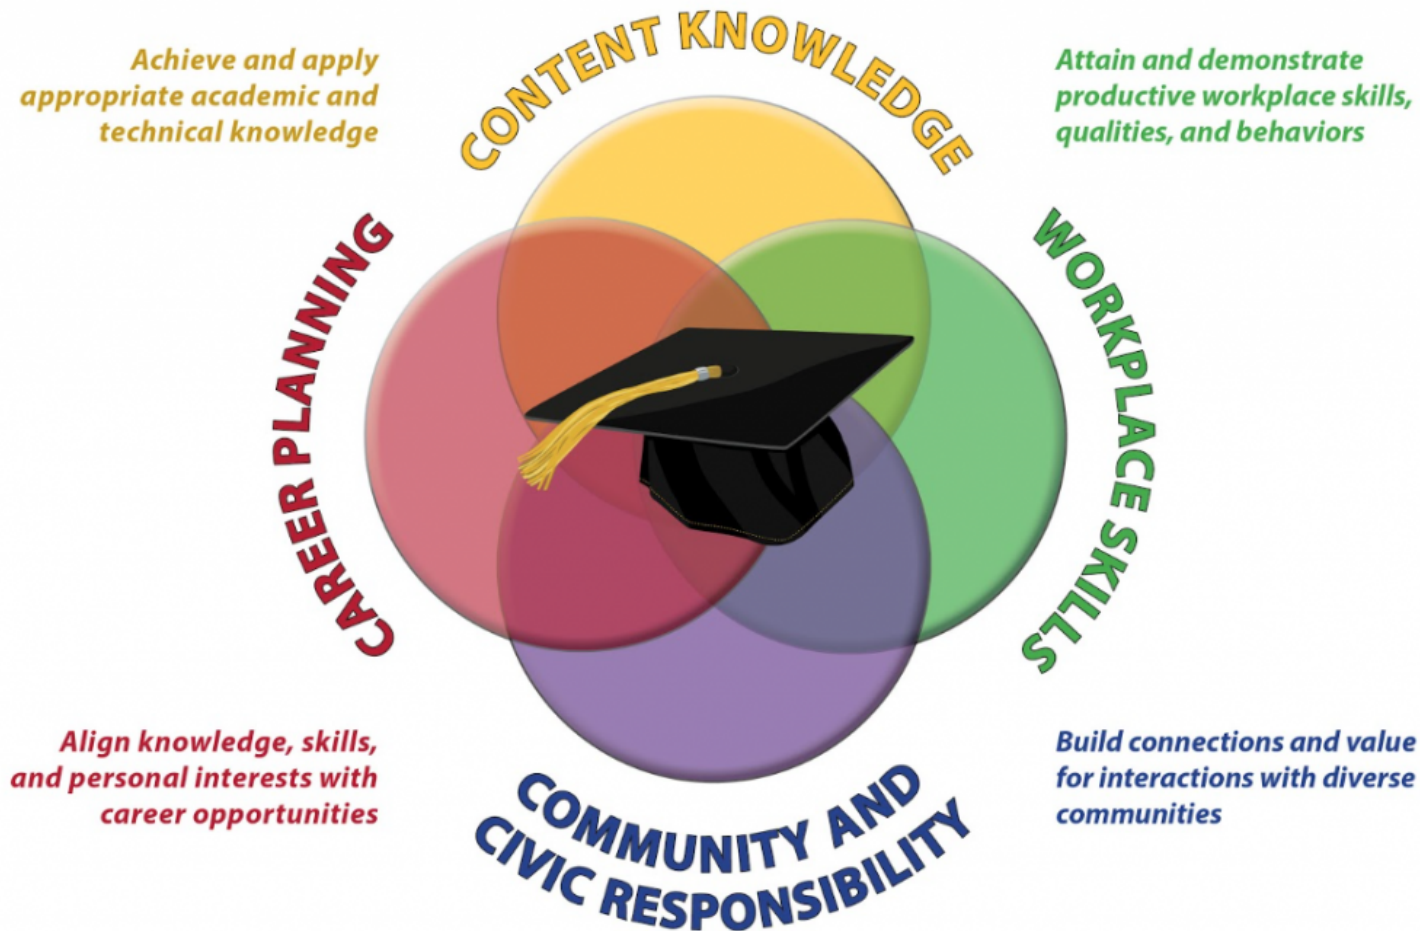 CONTENT KNOWLEDGE
Achieve and apply
appropriate academic and
technical knowledge
Attain and demonstrate
productive workplace skills,
qualities, and behaviors
CAREER PLANNING
WORKPLACE SKILLS
Align knowledge, skills,
and personal interests with
career opportunities
Build connections and value
for interactions with diverse
communities
COMMUNITY AND
CIVIC RESPONSIBILITY